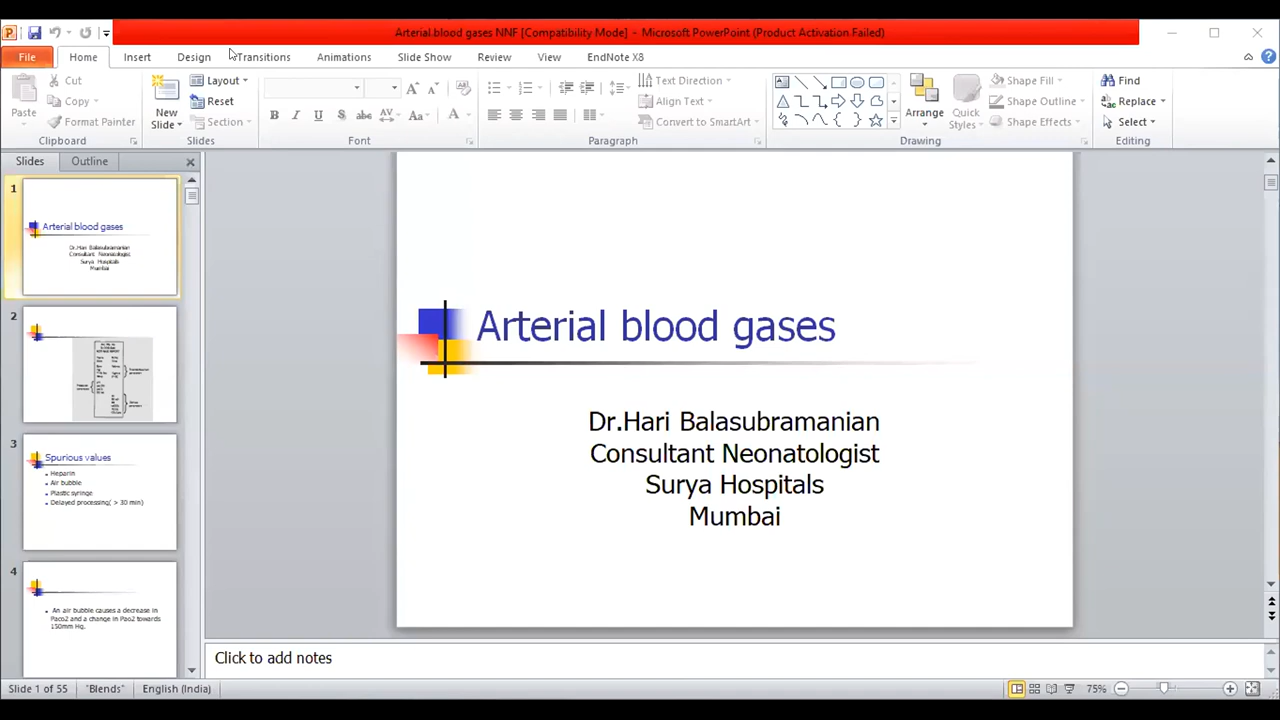 Arterial blood gases NNF [Compatibility Mode] - Microsoft PowerPoint (Product Activation Failed)
File Home Insert Design Transitions Animations Slide Show Review View EndNote X8
Paste
Cut
Copy
Format Painter
Clipboard
New Slide
Layout
Reset
Section
Slides
Font
Text Direction
Align Text
Convert to SmartArt
Paragraph
Arrange
Quick Styles
Shape Fill
Shape Outline
Shape Effects
Drawing
Find
Replace
Select
Editing
Slides Outline
1
Arterial blood gases
Dr.Hari Balasubramanian
Consultant Neonatologist
Surya Hospitals
Mumbai
2
3
Spurious values
Heparin
Air bubble
Plastic syringe
Delayed processing( > 30 min)
4
An air bubble causes a decrease in
Paco2 and a change in Pao2 towards
150mm Hg.
Arterial blood gases
Dr.Hari Balasubramanian
Consultant Neonatologist
Surya Hospitals
Mumbai
Click to add notes
Slide 1 of 55 "Blends" English (India) 75%